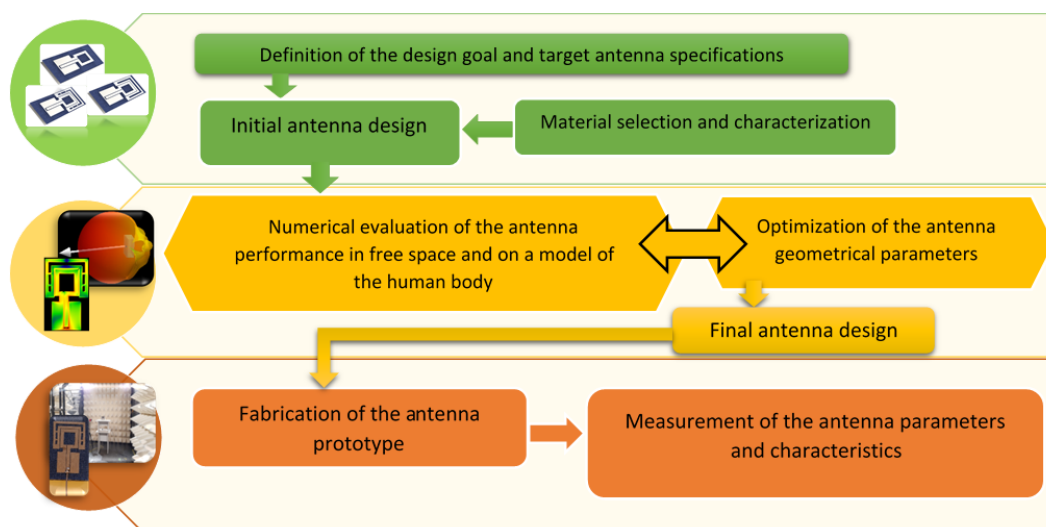 Definition of the design goal and target antenna specifications
Initial antenna design
Material selection and characterization
Numerical evaluation of the antenna
performance in free space and on a model of
the human body
Optimization of the antenna
geometrical parameters
Final antenna design
Fabrication of the antenna
prototype
Measurement of the antenna parameters
and characteristics